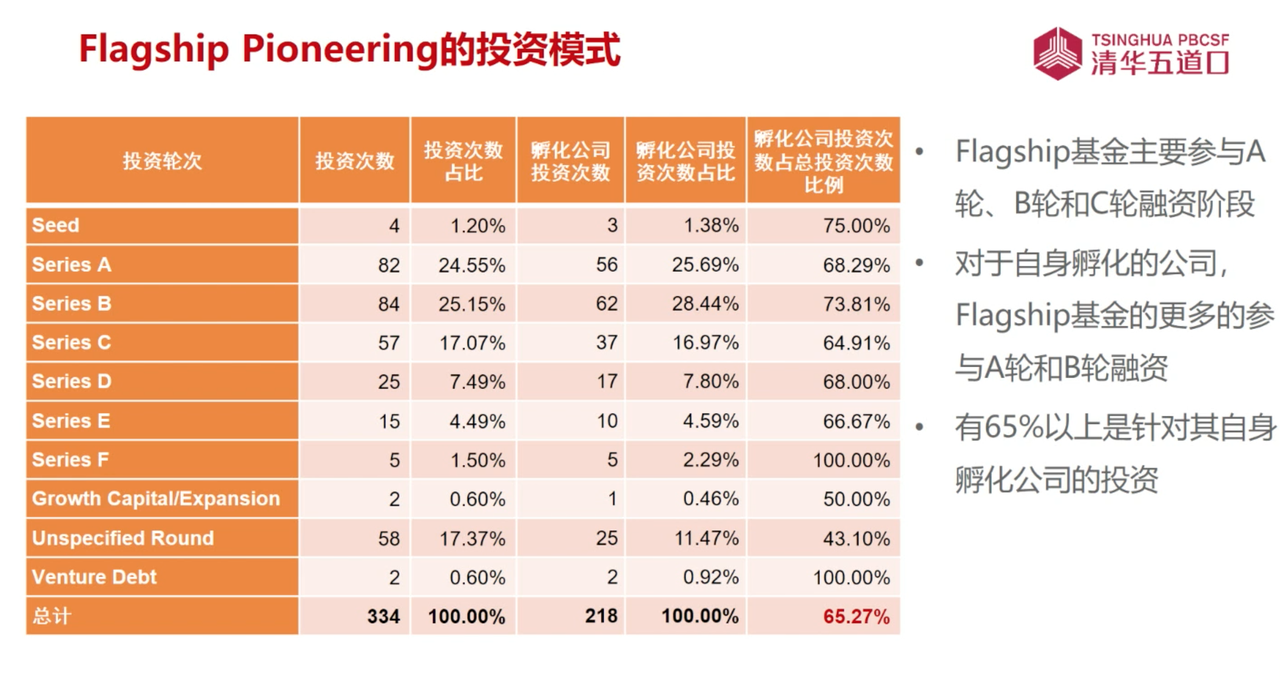 Flagship Pioneering的投资模式
TSINGHUA PBCSF
清华五道口
投资轮次 投资次数 投资次数占比 孵化公司投资次数 孵化公司投资次数占比 孵化公司投资次数占总投资次数比例
Seed 4 1.20% 3 1.38% 75.00%
Series A 82 24.55% 56 25.69% 68.29%
Series B 84 25.15% 62 28.44% 73.81%
Series C 57 17.07% 37 16.97% 64.91%
Series D 25 7.49% 17 7.80% 68.00%
Series E 15 4.49% 10 4.59% 66.67%
Series F 5 1.50% 5 2.29% 100.00%
Growth Capital/Expansion 2 0.60% 1 0.46% 50.00%
Unspecified Round 58 17.37% 25 11.47% 43.10%
Venture Debt 2 0.60% 2 0.92% 100.00%
总计 334 100.00% 218 100.00% 65.27%
• Flagship基金主要参与A
轮、B轮和C轮融资阶段
• 对于自身孵化的公司，
Flagship基金的更多的参
与A轮和B轮融资
• 有65%以上是针对其自身
孵化公司的投资